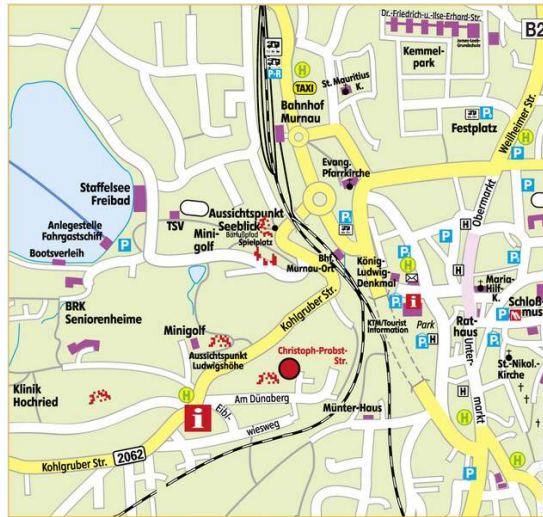 Dr.-Friedrich-u.-Ilse-Erhard-Str.
B2
Kemmel-
park
H
P+R
TAXI
St. Mauritius
K.
Bahnhof
Murnau
Festplatz
P
Weilheimer Str.
Evang.
Pfarrkirche
P
Staffelsee
Freibad
Aussichtspunkt
Seeblick
Barfußpfad
Spielplatz
TSV
Mini-
golf
Anlegestelle
Fahrgastschiff
P
Bootsverleih
Bhf.
Murnau-Ort
König-
Ludwig-
Denkmal
H
P
i
Obermarkt
H
H
Maria-
Hilf-
K.
P
Schloß-
mus
BRK
Seniorenheime
Kohlgruber Str.
KTM/Tourist
Information
Park
P
H
Rat-
haus
Unter-
markt
P
St.-Nikol.-
Kirche
Minigolf
Aussichtspunkt
Ludwigshöhe
Christoph-Probst-
Str.
Klinik
Hochried
H
i
Am Dünaberg
Eibl-
wiesweg
Münter-Haus
H
H
Kohlgruber Str.
2062
P
H